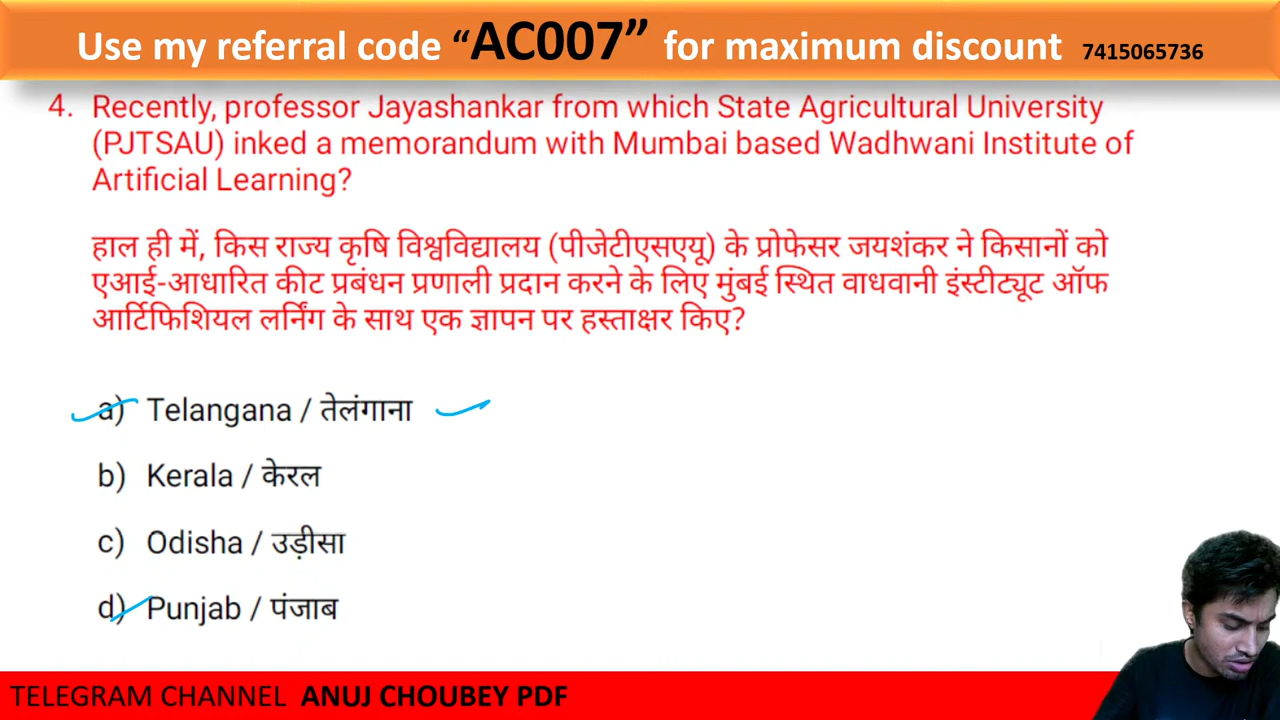 Use my referral code “AC007” for maximum discount 7415065736
4. Recently, professor Jayashankar from which State Agricultural University
(PJTSAU) inked a memorandum with Mumbai based Wadhwani Institute of
Artificial Learning?
हाल ही में, किस राज्य कृषि विश्वविद्यालय (पीजेटीएसएयू) के प्रोफेसर जयशंकर ने किसानों को
एआई-आधारित कीट प्रबंधन प्रणाली प्रदान करने के लिए मुंबई स्थित वाधवानी इंस्टीट्यूट ऑफ
आर्टिफिशियल लर्निंग के साथ एक ज्ञापन पर हस्ताक्षर किए?
a) Telangana / तेलंगाना
b) Kerala / केरल
c) Odisha / उड़ीसा
d) Punjab / पंजाब
TELEGRAM CHANNEL ANUJ CHOUBEY PDF